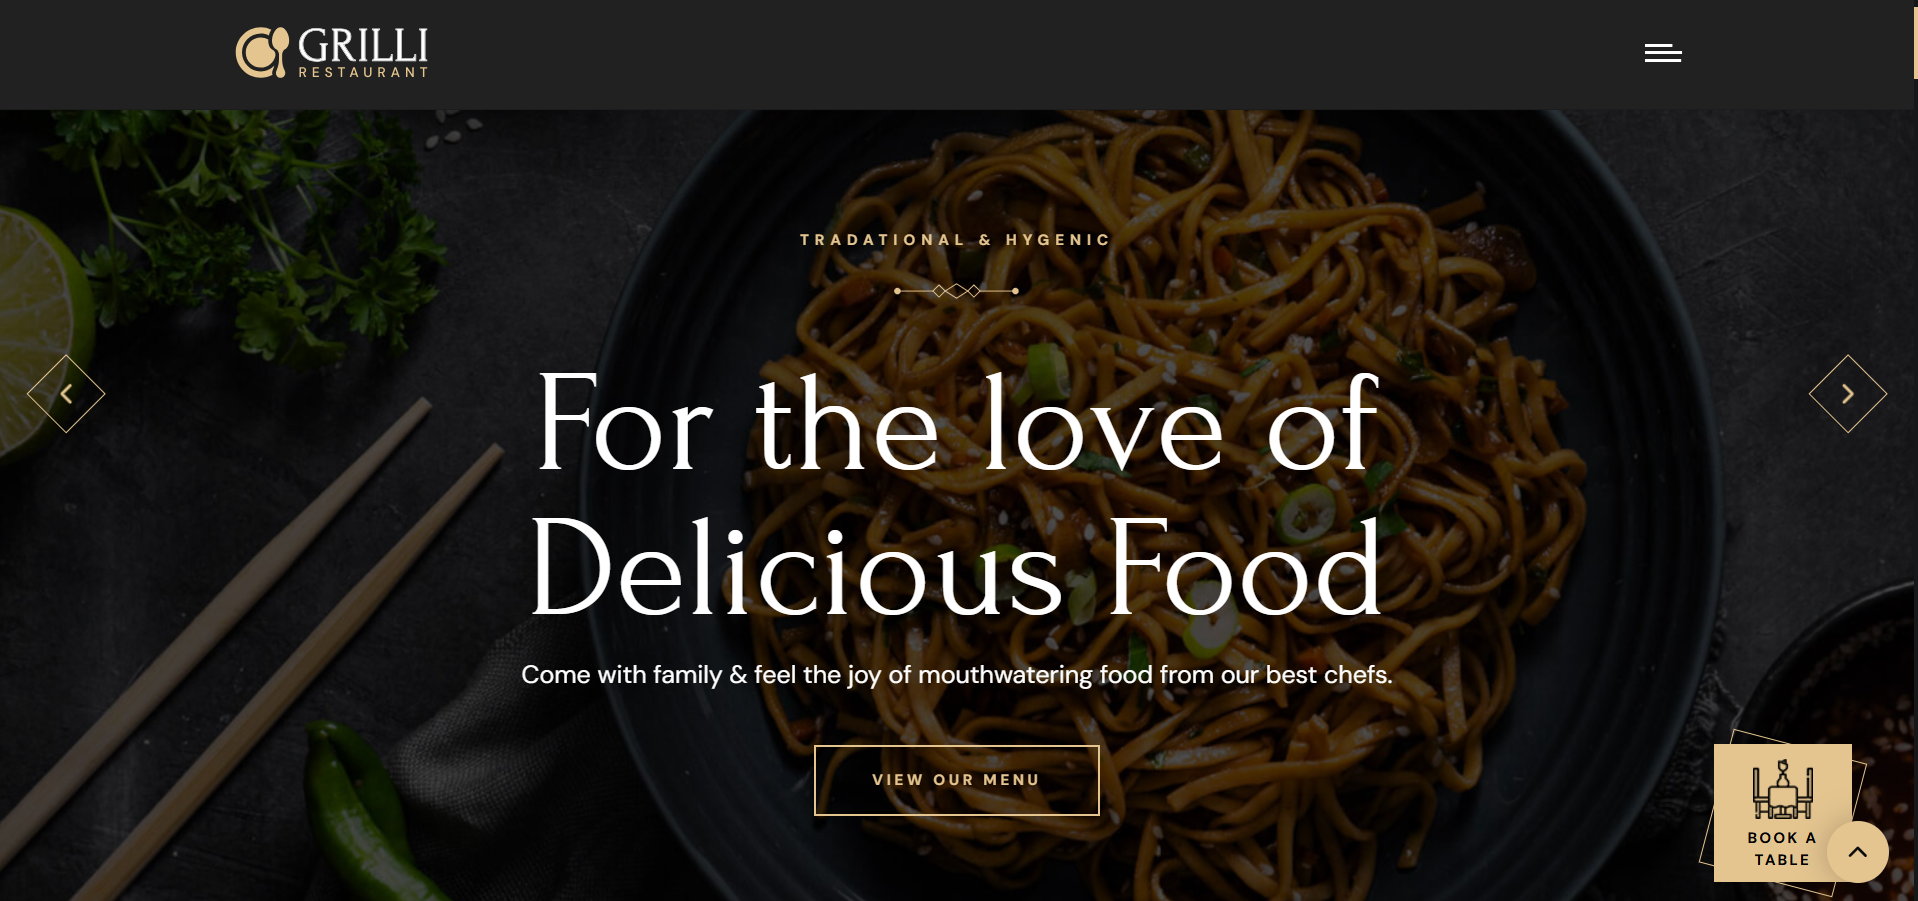 GRILLI
RESTAURANT
TRADATIONAL & HYGENIC
For the love of
Delicious Food
Come with family & feel the joy of mouthwatering food from our best chefs.
VIEW OUR MENU
BOOK A
TABLE